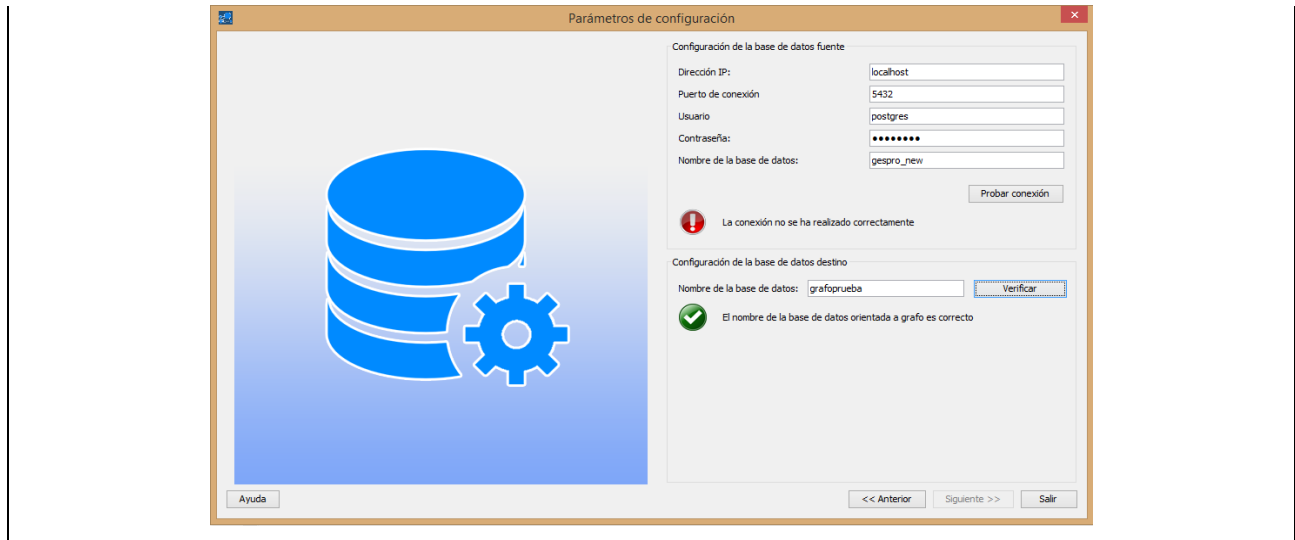 Parámetros de configuración
Configuración de la base de datos fuente
Dirección IP: localhost
Puerto de conexión 5432
Usuario postgres
Contraseña: ●●●●●●●●
Nombre de la base de datos: gespro_new
Probar conexión
La conexión no se ha realizado correctamente
Configuración de la base de datos destino
Nombre de la base de datos: grafoprueba Verificar
El nombre de la base de datos orientada a grafo es correcto
Ayuda << Anterior Siguiente >> Salir